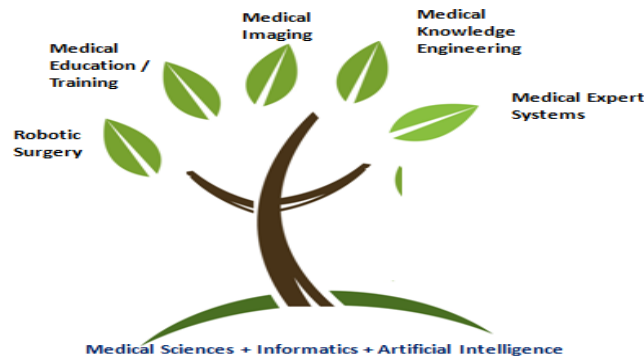 Medical
Imaging
Medical
Knowledge
Engineering
Medical
Education /
Training
Medical Expert
Systems
Robotic
Surgery
Medical Sciences + Informatics + Artificial Intelligence